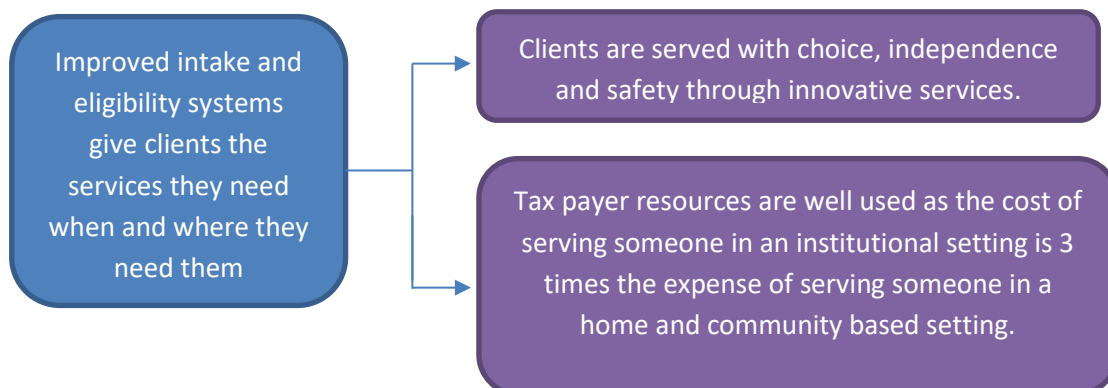 Improved intake and
eligibility systems
give clients the
services they need
when and where they
need them
Clients are served with choice, independence
and safety through innovative services.
Tax payer resources are well used as the cost of
serving someone in an institutional setting is 3
times the expense of serving someone in a
home and community based setting.